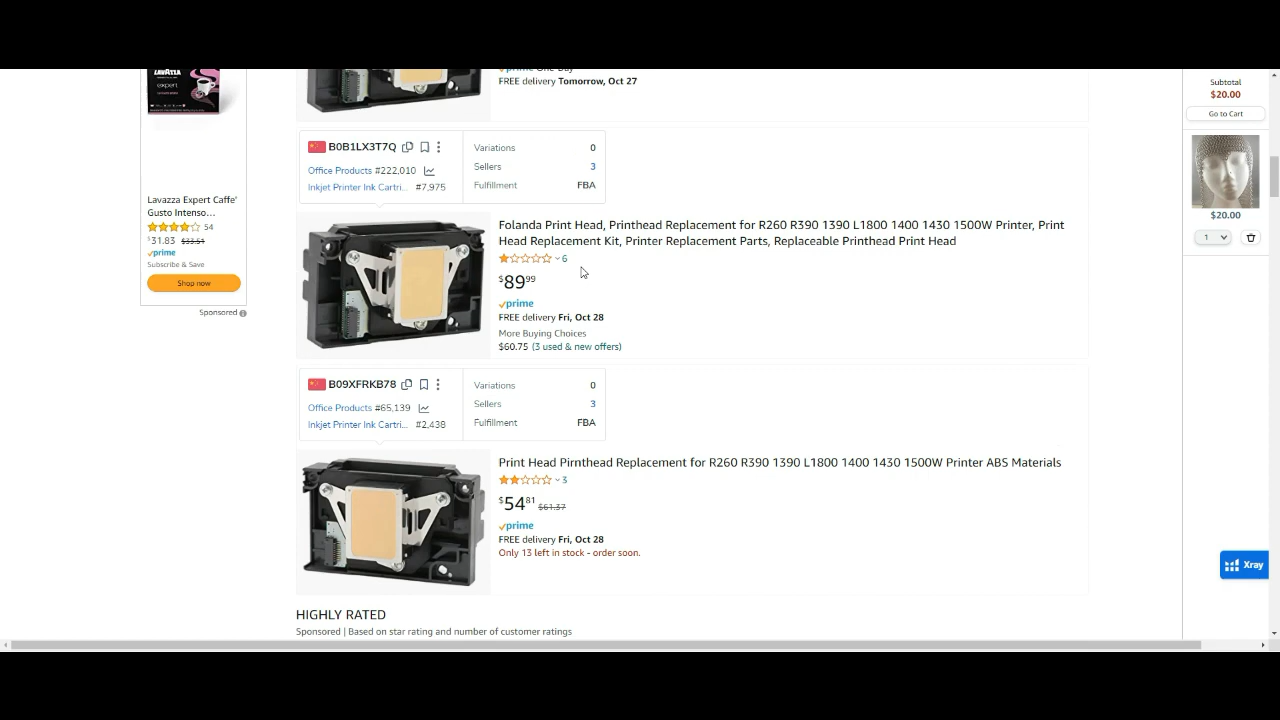 LAVAZZA
expert
Lavazza Expert Caffe'
Gusto Intenso...
54
$31.83 $33.51
prime
Subscribe & Save
Shop now
Sponsored
prime One-Day
FREE delivery Tomorrow, Oct 27
B0B1LX3T7Q
Office Products #222,010
Inkjet Printer Ink Cartri... #7,975
Variations 0
Sellers 3
Fulfillment FBA
Folanda Print Head, Printhead Replacement for R260 R390 1390 L1800 1400 1430 1500W Printer, Print
Head Replacement Kit, Printer Replacement Parts, Replaceable Printhead Print Head
6
$89.99
prime
FREE delivery Fri, Oct 28
More Buying Choices
$60.75 (3 used & new offers)
B09XFRKB78
Office Products #65,139
Inkjet Printer Ink Cartri... #2,438
Variations 0
Sellers 3
Fulfillment FBA
Print Head Pirnthead Replacement for R260 R390 1390 L1800 1400 1430 1500W Printer ABS Materials
3
$54.81 $61.37
prime
FREE delivery Fri, Oct 28
Only 13 left in stock - order soon.
HIGHLY RATED
Sponsored | Based on star rating and number of customer ratings
Subtotal
$20.00
Go to Cart
$20.00
1
Xray